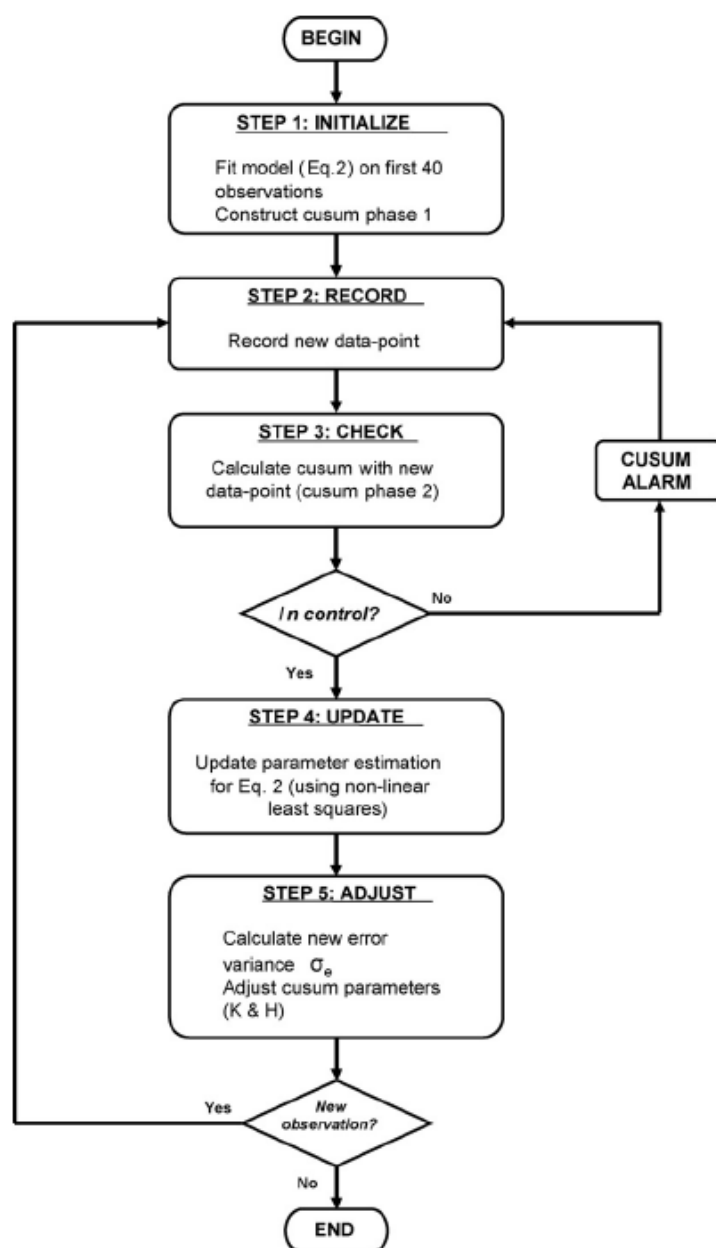 BEGIN
STEP 1: INITIALIZE
Fit model (Eq.2) on first 40
observations
Construct cusum phase 1
STEP 2: RECORD
Record new data-point
STEP 3: CHECK
Calculate cusum with new
data-point (cusum phase 2)
CUSUM
ALARM
In control?
No
Yes
STEP 4: UPDATE
Update parameter estimation
for Eq. 2 (using non-linear
least squares)
STEP 5: ADJUST
Calculate new error
variance σe
Adjust cusum parameters
(K & H)
Yes
New
observation?
No
END